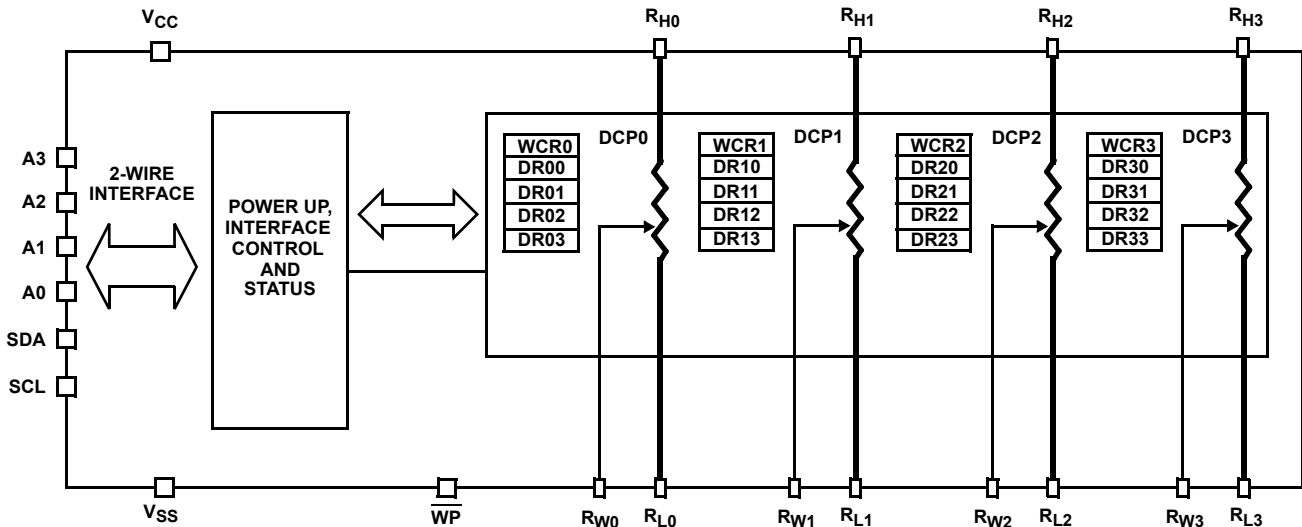 VCC
RH0
RH1
RH2
RH3
A3
A2
A1
A0
SDA
SCL
2-WIRE
INTERFACE
POWER UP,
INTERFACE
CONTROL
AND
STATUS
WCR0
DR00
DR01
DR02
DR03
DCP0
WCR1
DR10
DR11
DR12
DR13
DCP1
WCR2
DR20
DR21
DR22
DR23
DCP2
WCR3
DR30
DR31
DR32
DR33
DCP3
VSS
WP
RW0
RL0
RW1
RL1
RW2
RL2
RW3
RL3